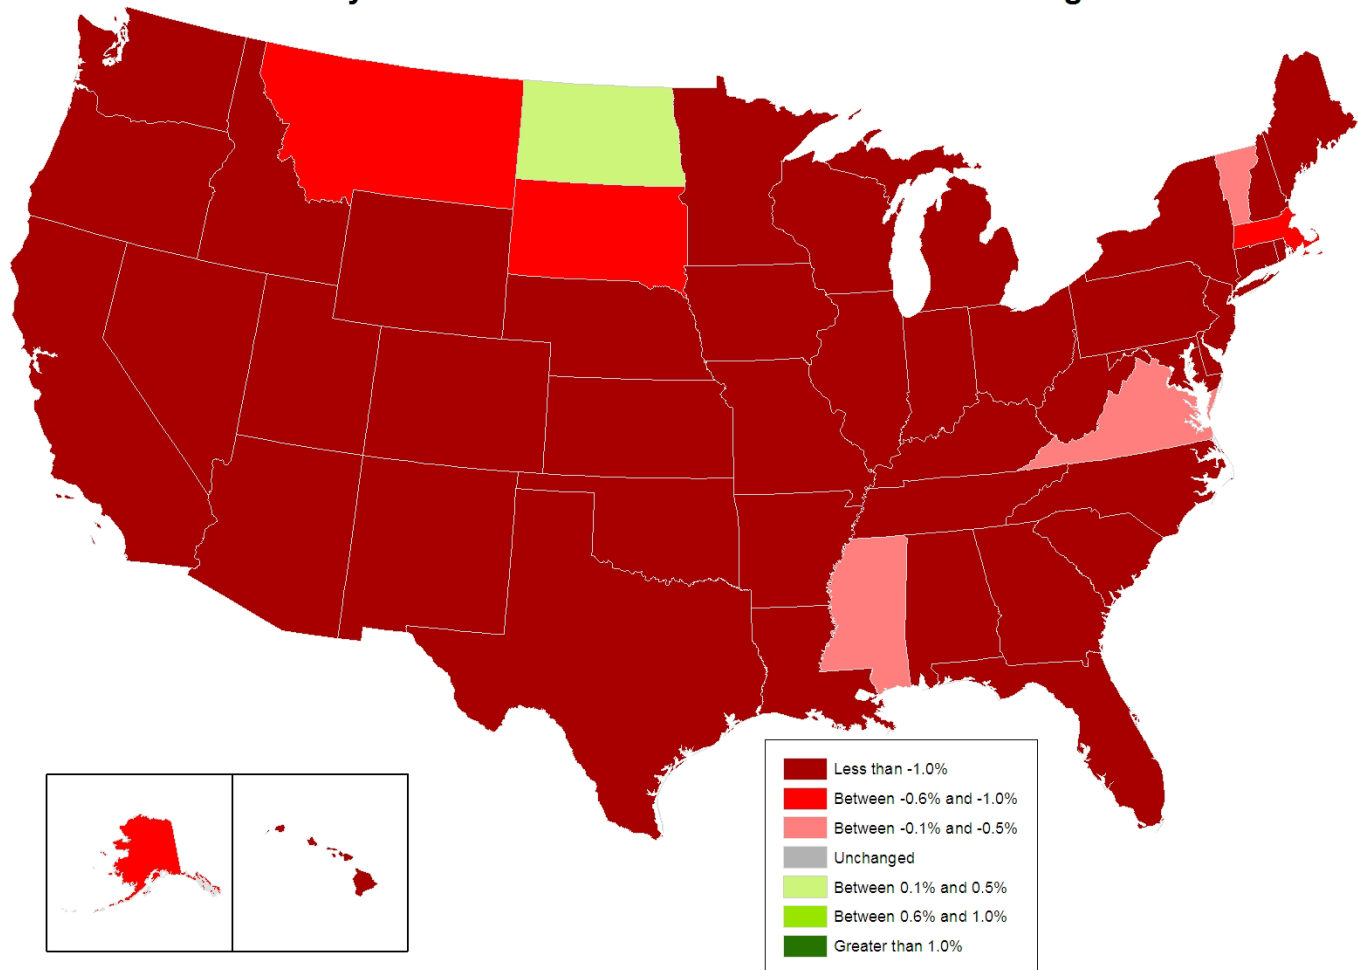 Less than -1.0%
Between -0.6% and -1.0%
Between -0.1% and -0.5%
Unchanged
Between 0.1% and 0.5%
Between 0.6% and 1.0%
Greater than 1.0%